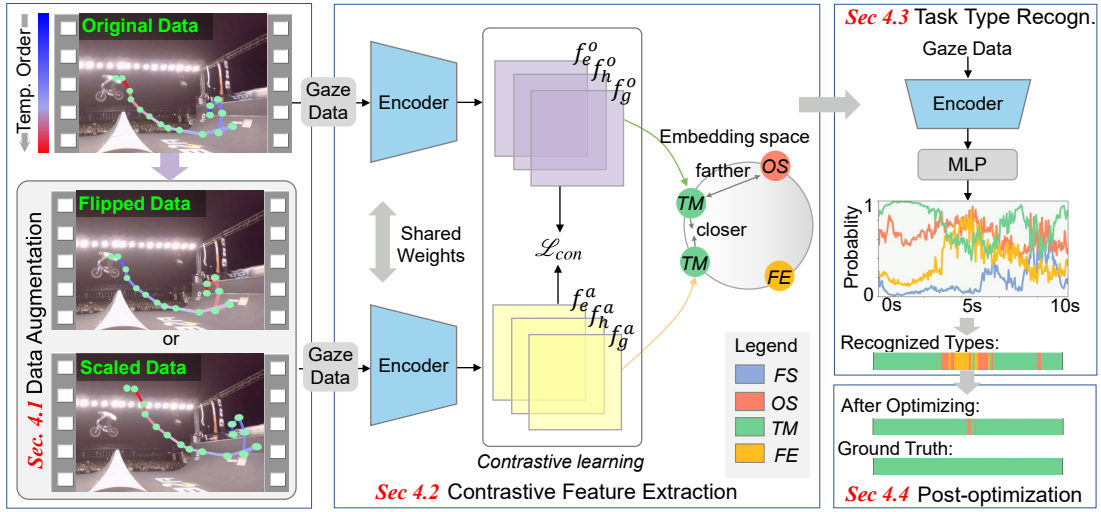 Temp. Order
Original Data
Flipped Data
or
Scaled Data
Sec. 4.1 Data Augmentation
Gaze
Data
Encoder
Shared
Weights
Gaze
Data
Encoder
f_e^o
f_h^o
f_g^o
ℒ_con
f_e^a
f_h^a
f_g^a
Contrastive learning
Embedding space
farther
OS
TM
closer
TM
FE
Legend
FS
OS
TM
FE
Sec 4.2 Contrastive Feature Extraction
Sec 4.3 Task Type Recogn.
Gaze Data
Encoder
MLP
Probablity
1
0
0s
5s
10s
Recognized Types:
After Optimizing:
Ground Truth:
Sec 4.4 Post-optimization